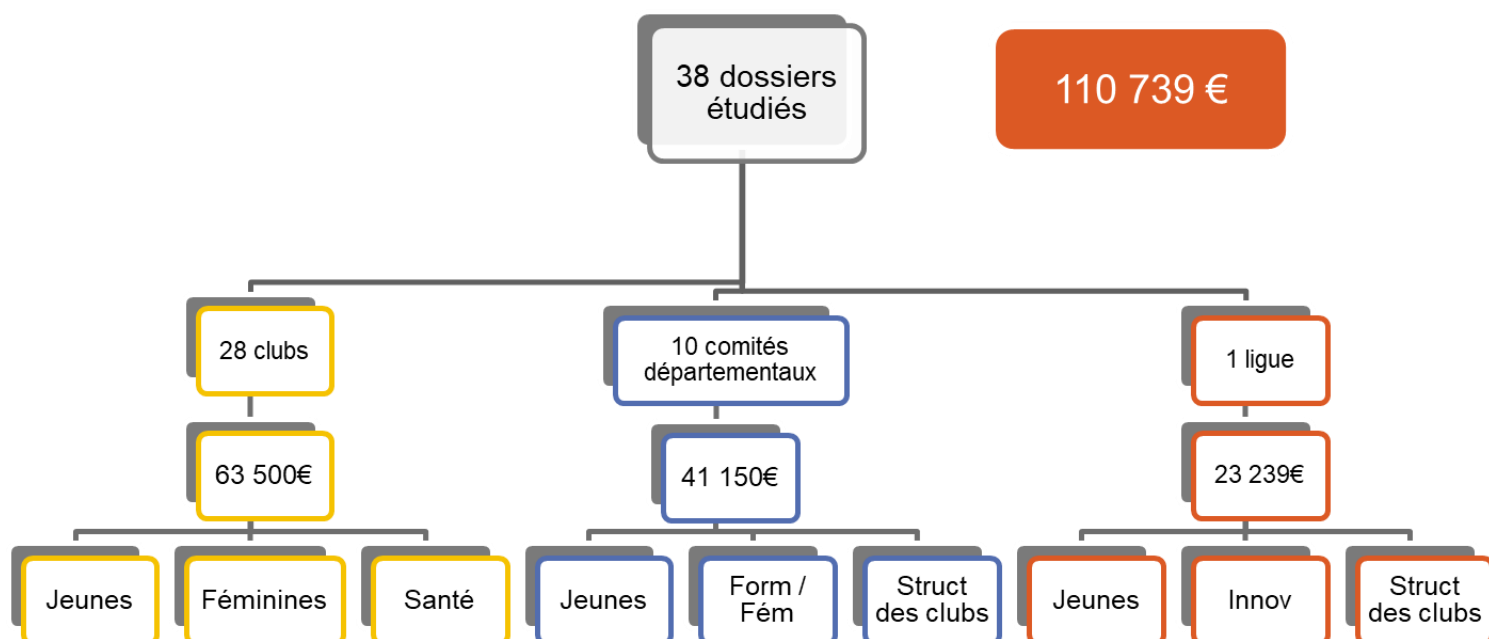 38 dossiers
étudiés
110 739 €
28 clubs
10 comités
départementaux
1 ligue
63 500€
41 150€
23 239€
Jeunes
Féminines
Santé
Jeunes
Form /
Fém
Struct
des clubs
Jeunes
Innov
Struct
des clubs